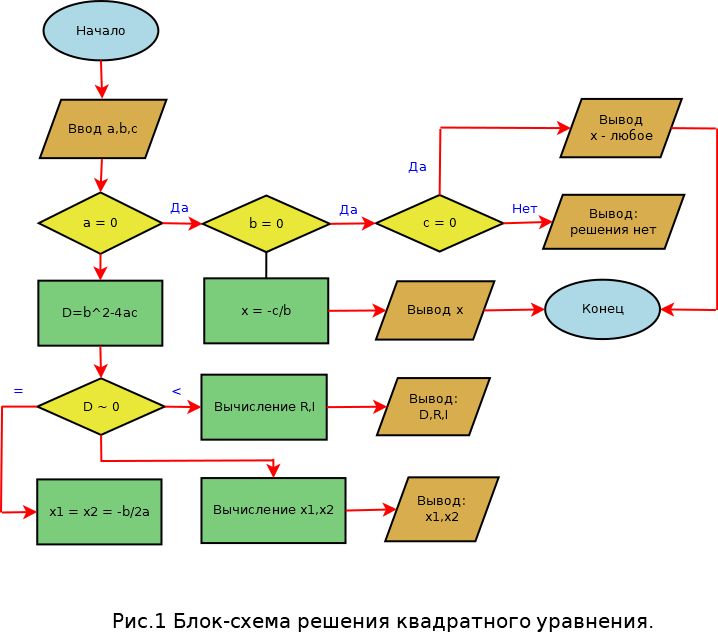 Начало
Ввод a,b,c
a = 0
Да
b = 0
Да
c = 0
Да
Вывод
x - любое
Нет
Вывод:
решения нет
D=b^2-4ac
x = -c/b
Вывод x
Конец
D ~ 0
=
<
Вычисление R,I
Вывод:
D,R,I
x1 = x2 = -b/2a
Вычисление x1,x2
Вывод:
x1,x2
Рис.1 Блок-схема решения квадратного уравнения.